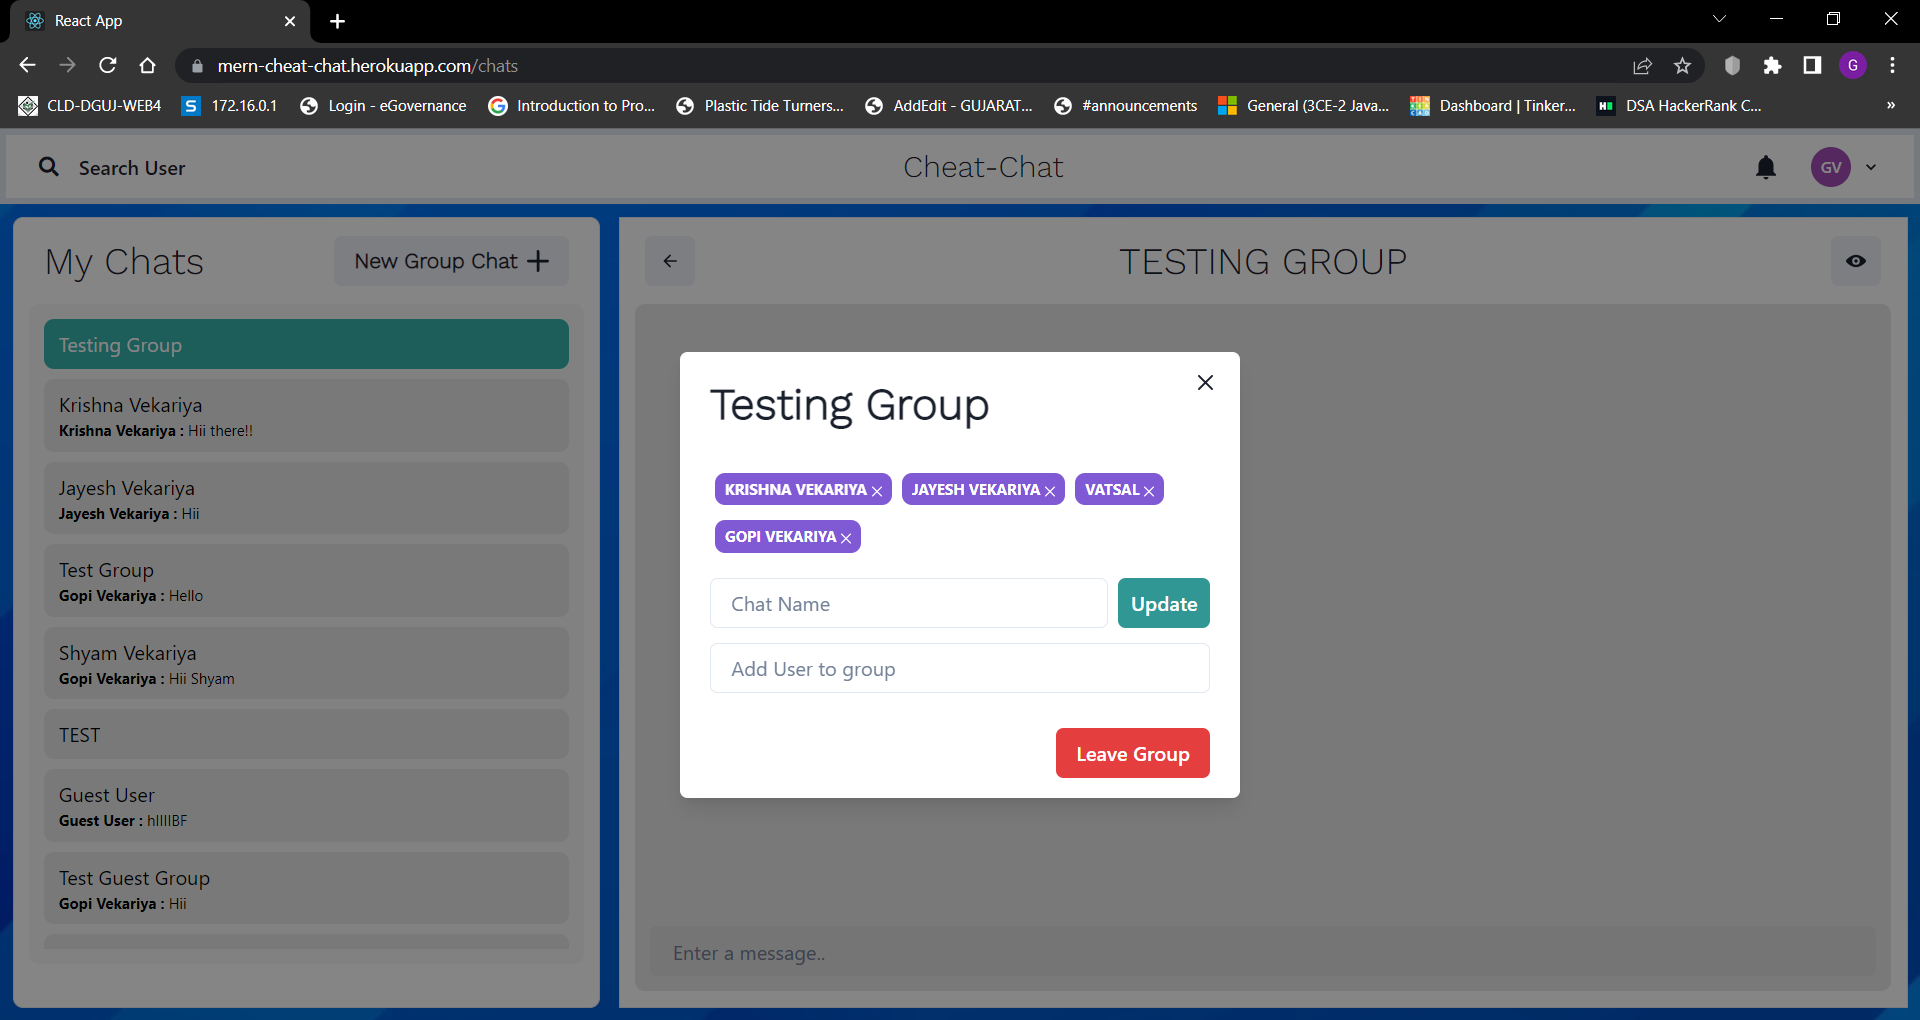 React App
mern-cheat-chat.herokuapp.com/chats
G
CLD-DGUJ-WEB4
S 172.16.0.1
Login - eGovernance
Introduction to Pro...
Plastic Tide Turners...
AddEdit - GUJARAT...
#announcements
General (3CE-2 Java...
Dashboard | Tinker...
DSA HackerRank C...
»
Search User
Cheat-Chat
GV
My Chats
New Group Chat
Testing Group
Krishna Vekariya
Krishna Vekariya : Hii there!!
Jayesh Vekariya
Jayesh Vekariya : Hii
Test Group
Gopi Vekariya : Hello
Shyam Vekariya
Gopi Vekariya : Hii Shyam
TEST
Guest User
Guest User : hIIIIBF
Test Guest Group
Gopi Vekariya : Hii
TESTING GROUP
Testing Group
KRISHNA VEKARIYA
JAYESH VEKARIYA
VATSAL
GOPI VEKARIYA
Chat Name
Update
Add User to group
Leave Group
Enter a message..